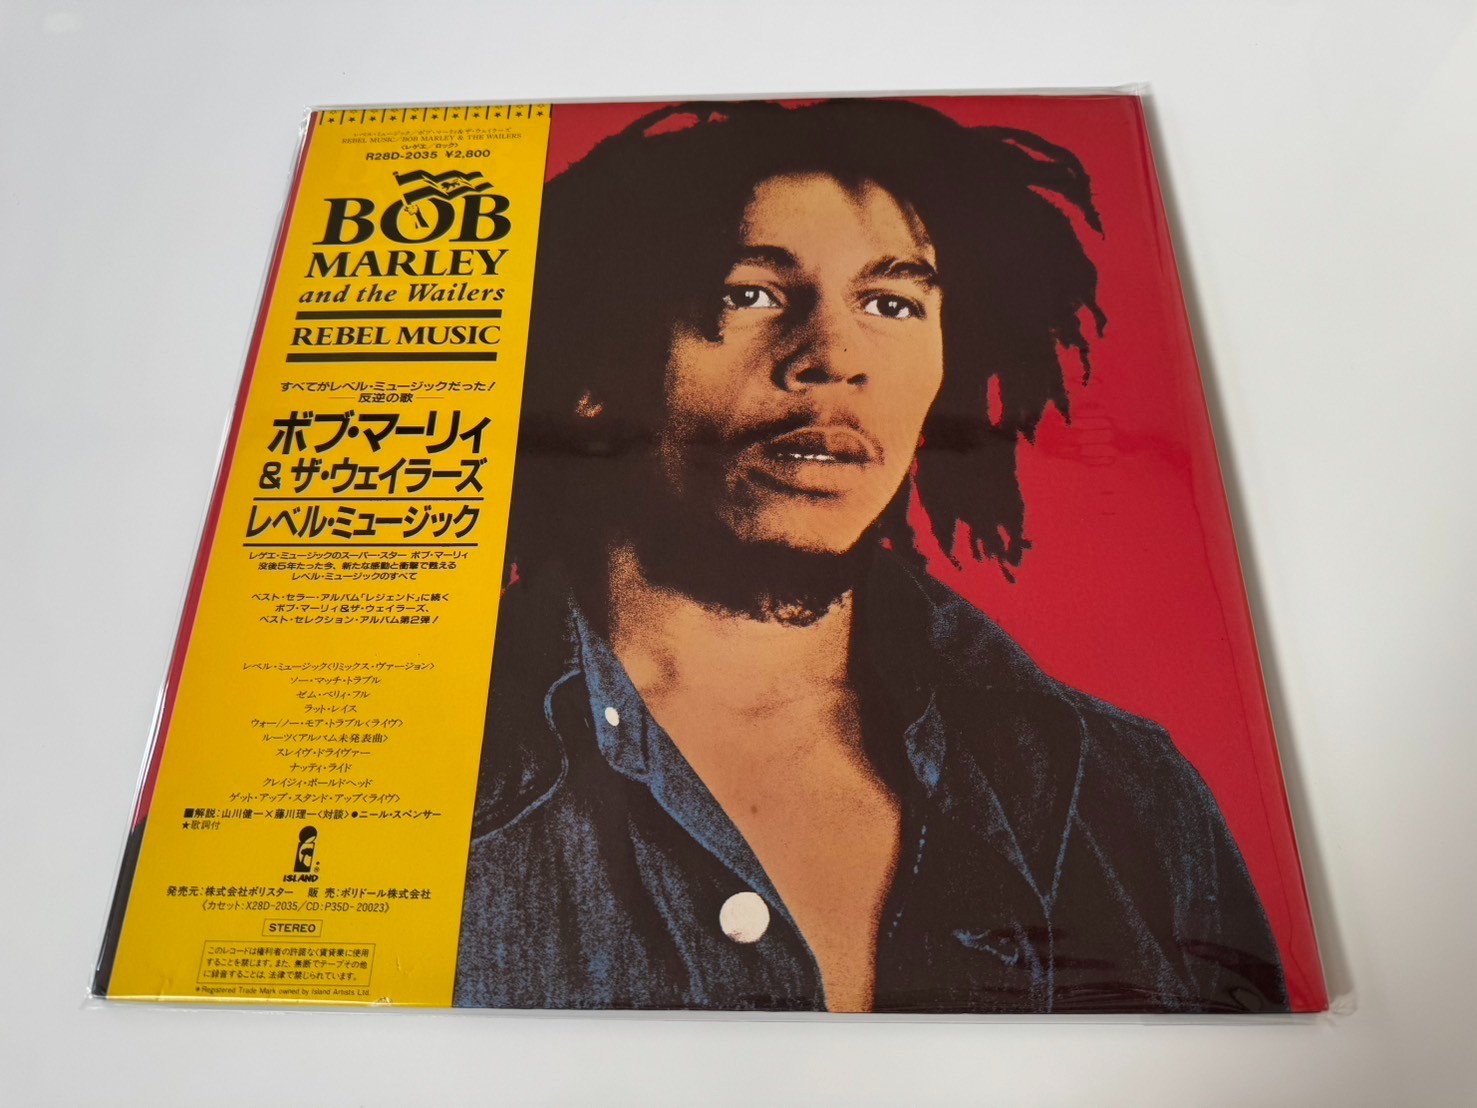 レベル・ミュージック/ボブ・マーリィ&ザ・ウェイラーズ
REBEL MUSIC/BOB MARLEY & THE WAILERS
〈レゲエ/ロック〉
R28D-2035 ¥2,800
BOB
MARLEY
and the Wailers
REBEL MUSIC
すべてがレベル・ミュージックだった!
——反逆の歌——
ボブ・マーリィ
& ザ・ウェイラーズ
レベル・ミュージック
レゲエ・ミュージックのスーパー・スター ボブ・マーリィ
没後5年たった今、新たな感動と衝撃で甦える
レベル・ミュージックのすべて
ベスト・セラー・アルバム「レジェンド」に続く
ボブ・マーリィ&ザ・ウェイラーズ、
ベスト・セレクション・アルバム第2弾!
レベル・ミュージック〈リミックス・ヴァージョン〉
ソー・マッチ・トラブル
ゼム・ベリィ・フル
ラット・レイス
ウォー/ノー・モア・トラブル〈ライヴ〉
ルーツ〈アルバム未発表曲〉
スレイヴ・ドライヴァー
ナッティ・ライド
クレイジィ・ボールドヘッド
ゲット・アップ・スタンド・アップ〈ライヴ〉
■解説:山川健一×藤川理一〈対談〉●ニール・スペンサー
★歌詞付
ISLAND
®
発売元:株式会社ポリスター 販売:ポリドール株式会社
《カセット:X28D-2035/CD:P35D-20023》
STEREO
このレコードは権利者の許諾なく賃貸業に使用
することを禁じます。また、無断でテープその他
に録音することは、法律で禁じられています。
*Registered Trade Mark owned by Island Artists Ltd.